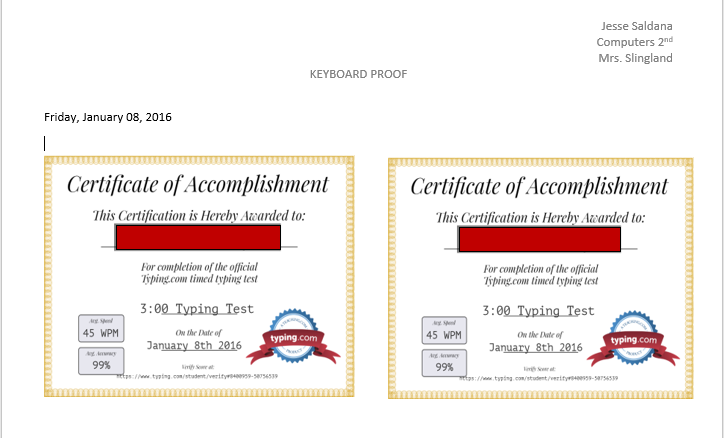 Jesse Saldana
Computers 2nd
Mrs. Slingland
KEYBOARD PROOF
Friday, January 08, 2016
Certificate of Accomplishment
This Certification is Hereby Awarded to:
For completion of the official
Typing.com timed typing test
3:00 Typing Test
Avg. Speed
45 WPM
On the Date of
January 8th 2016
typing.com
PRODUCT
Avg. Accuracy
99%
Verify Score at:
https://www.typing.com/student/verify#8400959-50756539
Certificate of Accomplishment
This Certification is Hereby Awarded to:
For completion of the official
Typing.com timed typing test
3:00 Typing Test
Avg. Speed
45 WPM
On the Date of
January 8th 2016
typing.com
PRODUCT
Avg. Accuracy
99%
Verify Score at:
https://www.typing.com/student/verify#8400959-50756539